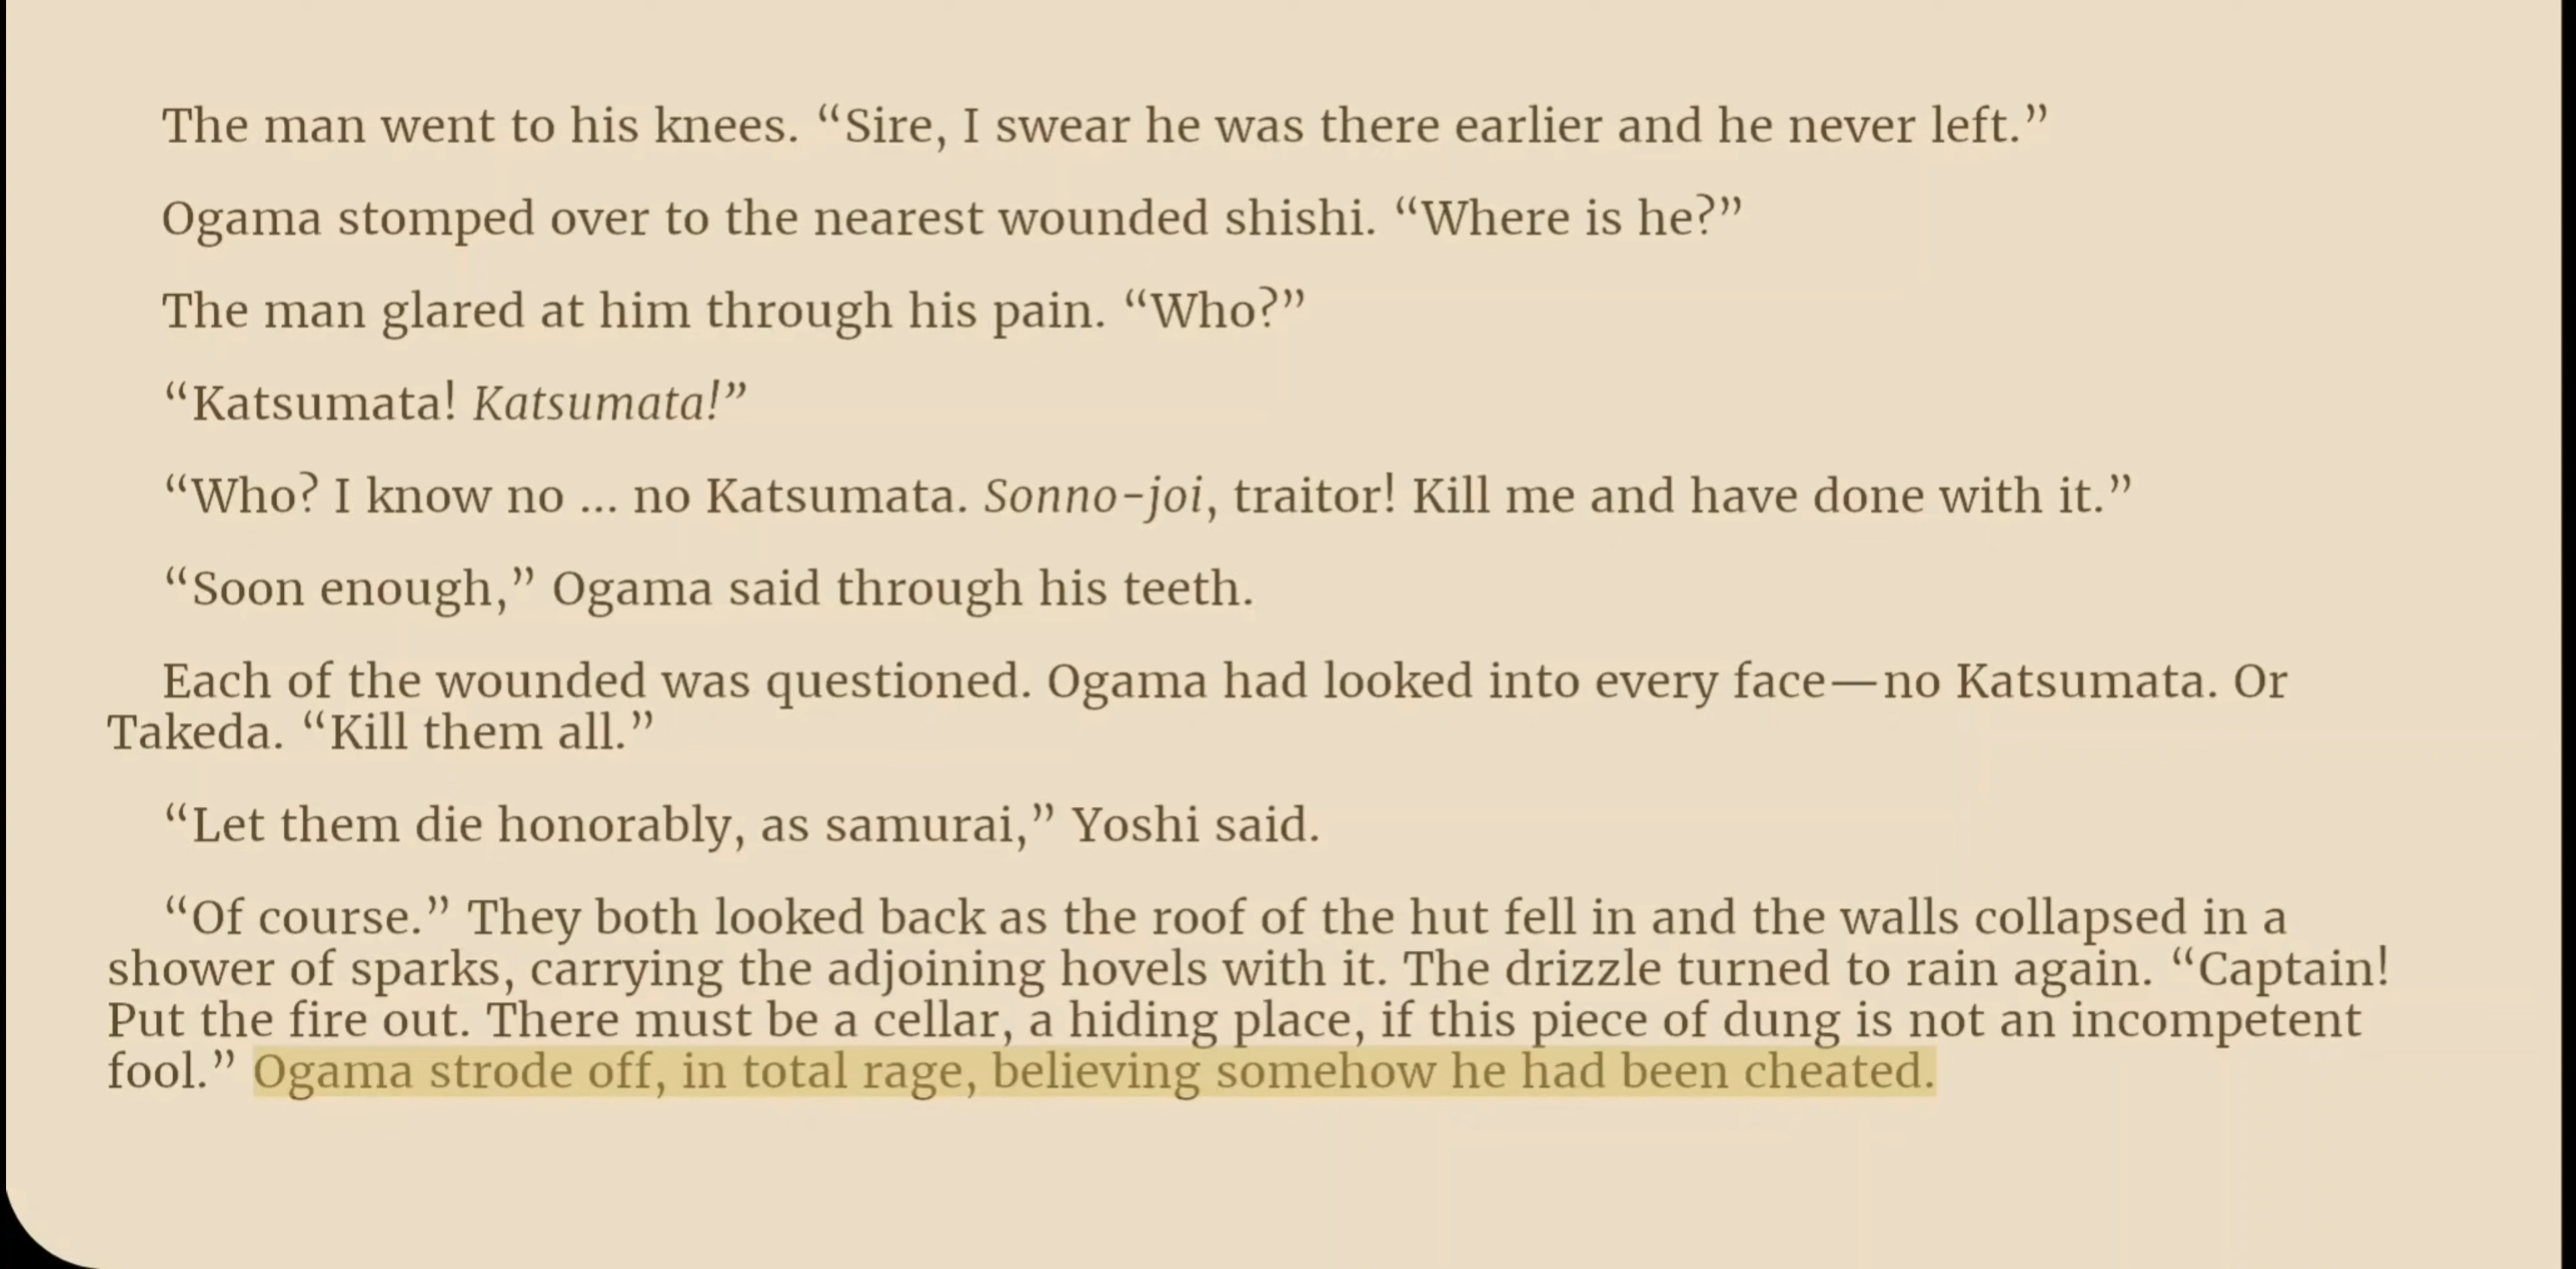 The man went to his knees. “Sire, I swear he was there earlier and he never left.”
Ogama stomped over to the nearest wounded shishi. “Where is he?”
The man glared at him through his pain. “Who?”
“Katsumata! Katsumata!”
“Who? I know no ... no Katsumata. Sonno-joi, traitor! Kill me and have done with it.”
“Soon enough,” Ogama said through his teeth.
Each of the wounded was questioned. Ogama had looked into every face—no Katsumata. Or
Takeda. “Kill them all.”
“Let them die honorably, as samurai,” Yoshi said.
“Of course.” They both looked back as the roof of the hut fell in and the walls collapsed in a
shower of sparks, carrying the adjoining hovels with it. The drizzle turned to rain again. “Captain!
Put the fire out. There must be a cellar, a hiding place, if this piece of dung is not an incompetent
fool.” Ogama strode off, in total rage, believing somehow he had been cheated.